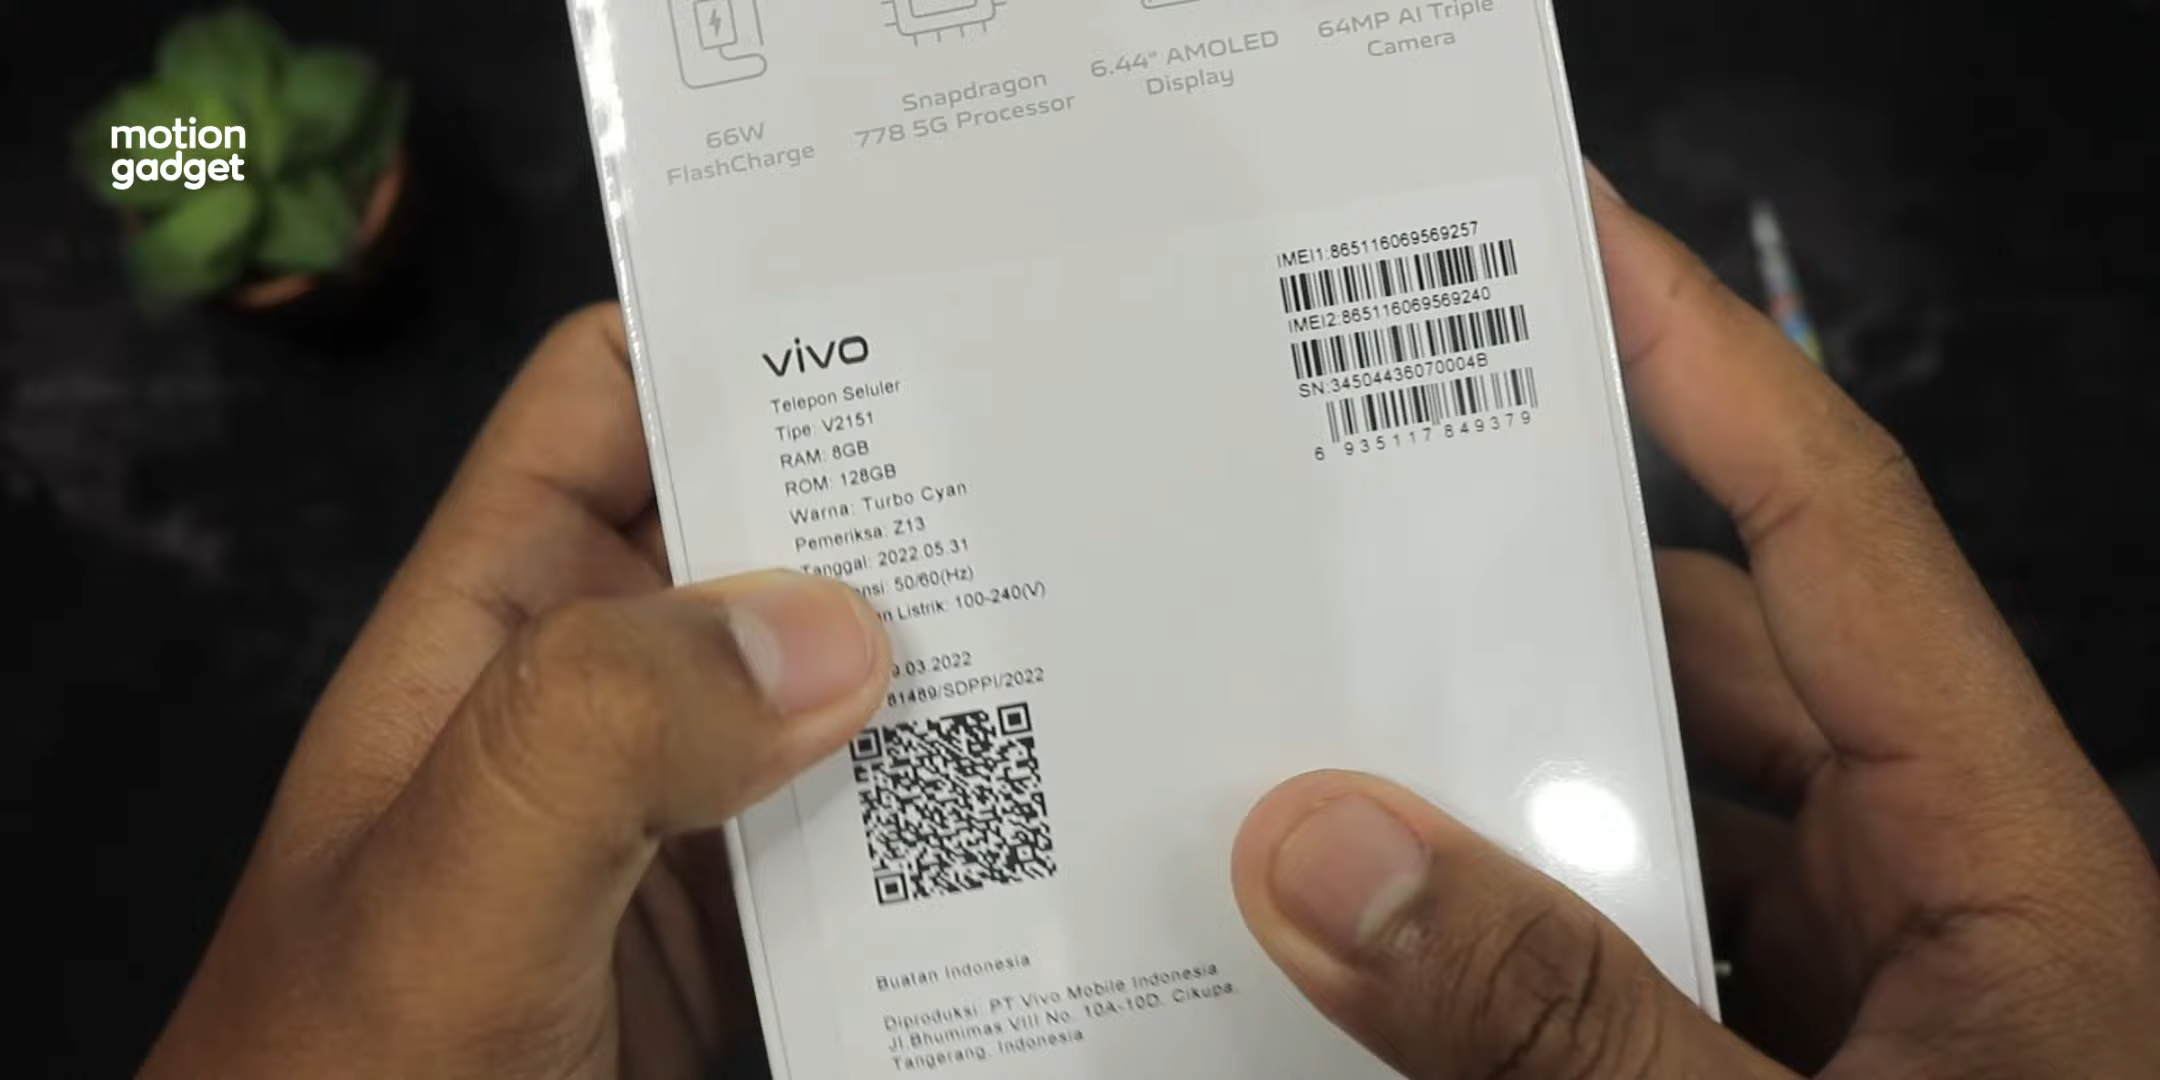 motion
gadget
66W
FlashCharge
Snapdragon
778 5G Processor
6.44" AMOLED
Display
64MP AI Triple
Camera
IMEI1:865116069569257
IMEI2:865116069569240
SN:34504436070004B
6 935117 849379
vivo
Telepon Seluler
Tipe: V2151
RAM: 8GB
ROM: 128GB
Warna: Turbo Cyan
Pemeriksa: Z13
Tanggal: 2022.05.31
50/60(Hz)
Listrik: 100-240(V)
.03.2022
81489/SDPPI/2022
Buatan Indonesia
Diproduksi: PT Vivo Mobile Indonesia
Jl.Bhumimas VIII No. 10A-10D. Cikupa.
Tangerang. Indonesia